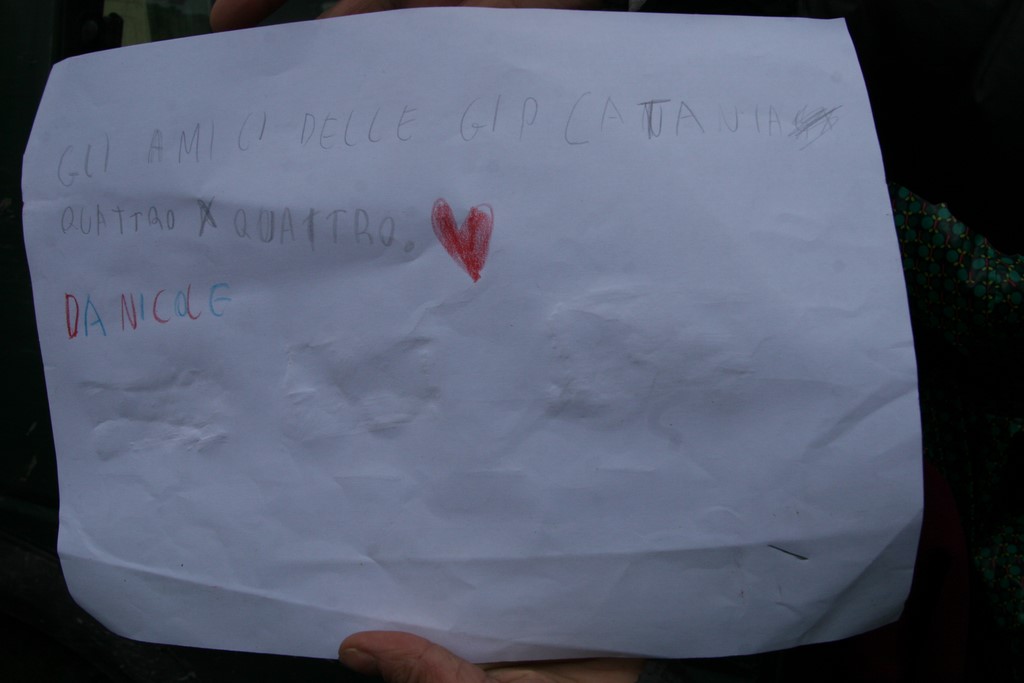 GLI AMICI DELLE GIP CATANIA
QUATTRO X QUATTRO.
DA NICOLE